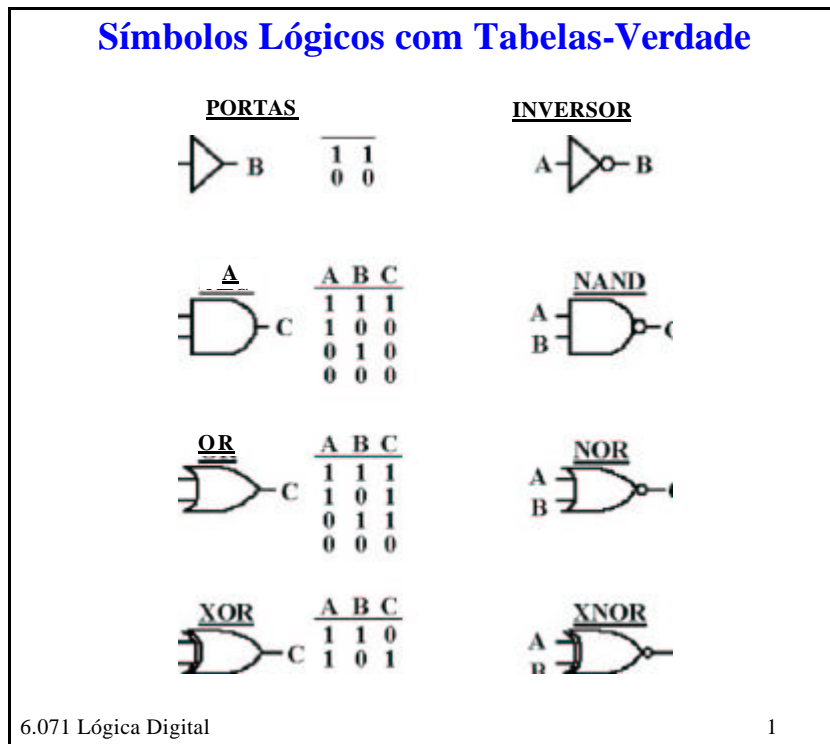 Símbolos Lógicos com Tabelas-Verdade
PORTAS
INVERSOR
B
1 1
0 0
A
B
A
A B C
1 1 1
1 0 0
0 1 0
0 0 0
C
NAND
A
B
OR
A B C
1 1 1
1 0 1
0 1 1
0 0 0
C
NOR
A
B
XOR
A B C
1 1 0
1 0 1
C
XNOR
A
B
6.071 Lógica Digital
1